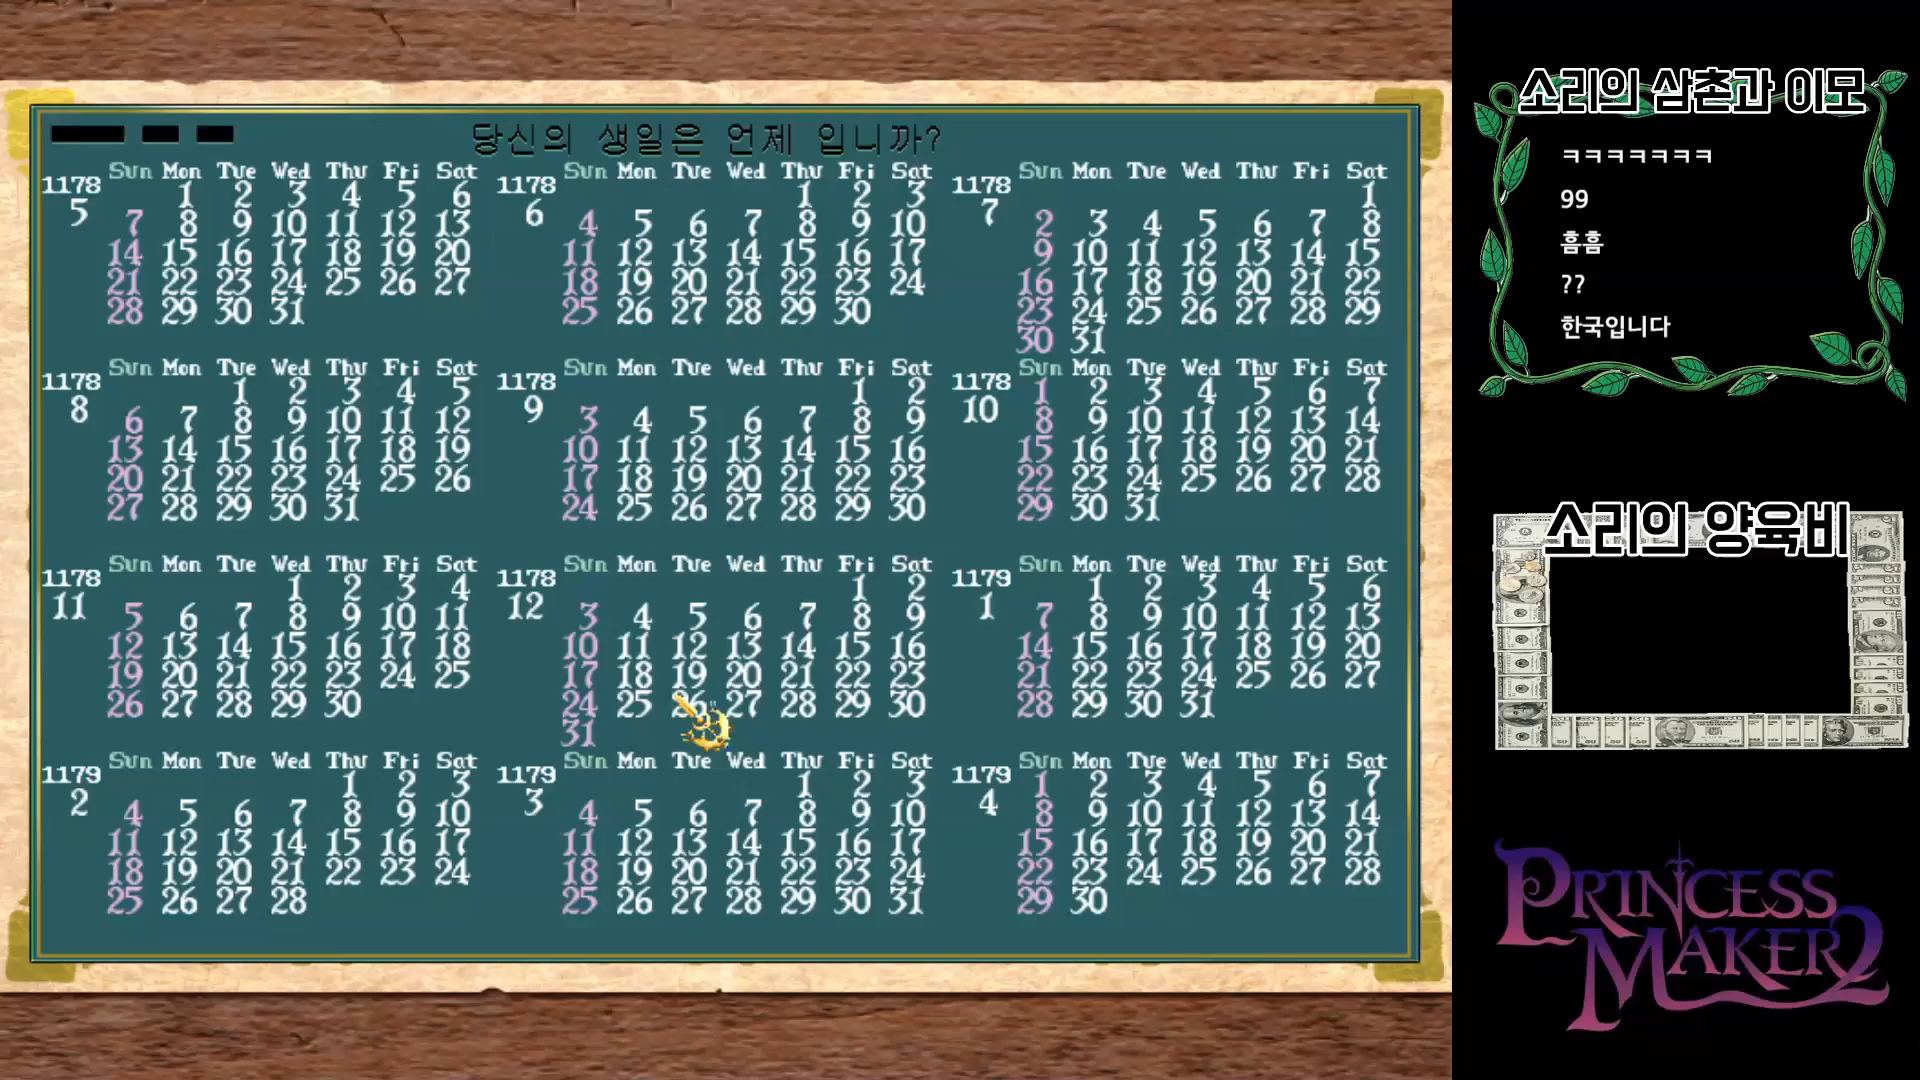 당신의 생일은 언제 입니까?
1178 5
Sun Mon Tue Wed Thu Fri Sat
1 2 3 4 5 6
7 8 9 10 11 12 13
14 15 16 17 18 19 20
21 22 23 24 25 26 27
28 29 30 31
1178 6
Sun Mon Tue Wed Thu Fri Sat
1 2 3
4 5 6 7 8 9 10
11 12 13 14 15 16 17
18 19 20 21 22 23 24
25 26 27 28 29 30
1178 7
Sun Mon Tue Wed Thu Fri Sat
1
2 3 4 5 6 7 8
9 10 11 12 13 14 15
16 17 18 19 20 21 22
23 24 25 26 27 28 29
30 31
1178 8
Sun Mon Tue Wed Thu Fri Sat
1 2 3 4 5
6 7 8 9 10 11 12
13 14 15 16 17 18 19
20 21 22 23 24 25 26
27 28 29 30 31
1178 9
Sun Mon Tue Wed Thu Fri Sat
1 2
3 4 5 6 7 8 9
10 11 12 13 14 15 16
17 18 19 20 21 22 23
24 25 26 27 28 29 30
1178 10
Sun Mon Tue Wed Thu Fri Sat
1 2 3 4 5 6 7
8 9 10 11 12 13 14
15 16 17 18 19 20 21
22 23 24 25 26 27 28
29 30 31
1178 11
Sun Mon Tue Wed Thu Fri Sat
1 2 3 4
5 6 7 8 9 10 11
12 13 14 15 16 17 18
19 20 21 22 23 24 25
26 27 28 29 30
1178 12
Sun Mon Tue Wed Thu Fri Sat
1 2
3 4 5 6 7 8 9
10 11 12 13 14 15 16
17 18 19 20 21 22 23
24 25 26 27 28 29 30
31
1179 1
Sun Mon Tue Wed Thu Fri Sat
1 2 3 4 5 6
7 8 9 10 11 12 13
14 15 16 17 18 19 20
21 22 23 24 25 26 27
28 29 30 31
1179 2
Sun Mon Tue Wed Thu Fri Sat
1 2 3
4 5 6 7 8 9 10
11 12 13 14 15 16 17
18 19 20 21 22 23 24
25 26 27 28
1179 3
Sun Mon Tue Wed Thu Fri Sat
1 2 3
4 5 6 7 8 9 10
11 12 13 14 15 16 17
18 19 20 21 22 23 24
25 26 27 28 29 30 31
1179 4
Sun Mon Tue Wed Thu Fri Sat
1 2 3 4 5 6 7
8 9 10 11 12 13 14
15 16 17 18 19 20 21
22 23 24 25 26 27 28
29 30
소리의 삼촌과 이모
ㅋㅋㅋㅋㅋㅋㅋ
99
흠흠
??
한국입니다
소리의 양육비
PRINCESS
MAKER2